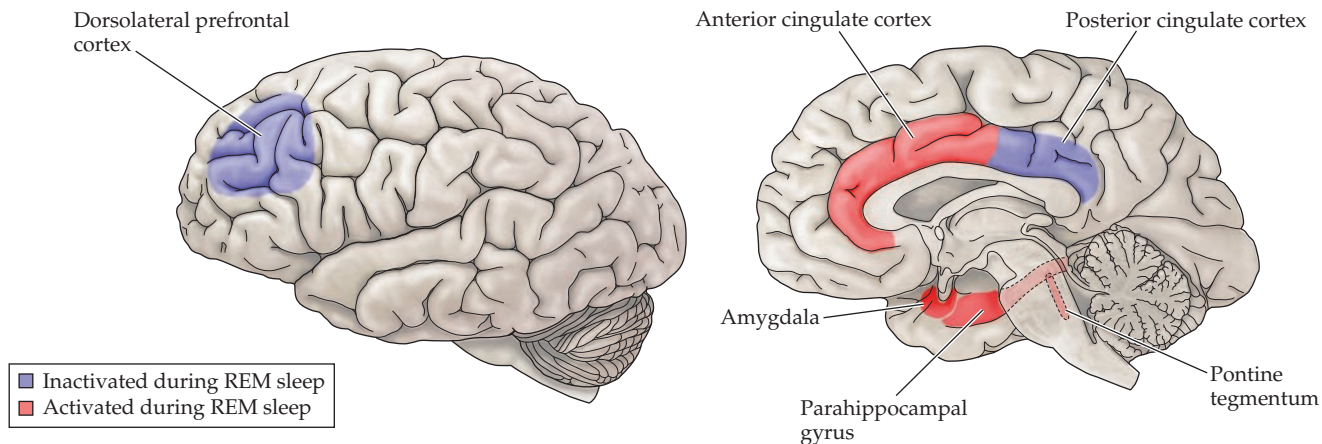 Dorsolateral prefrontal
cortex
Anterior cingulate cortex
Posterior cingulate cortex
Amygdala
Parahippocampal
gyrus
Pontine
tegmentum
Inactivated during REM sleep
Activated during REM sleep